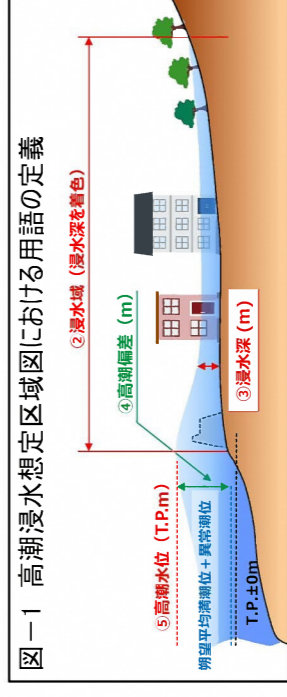 図－1 高潮浸水想定区域図における用語の定義
②浸水域（浸水深を着色）
④高潮偏差（m）
⑤高潮水位（T.P.m）
③浸水深（m）
朔望平均満潮位＋異常潮位
T.P.±0m